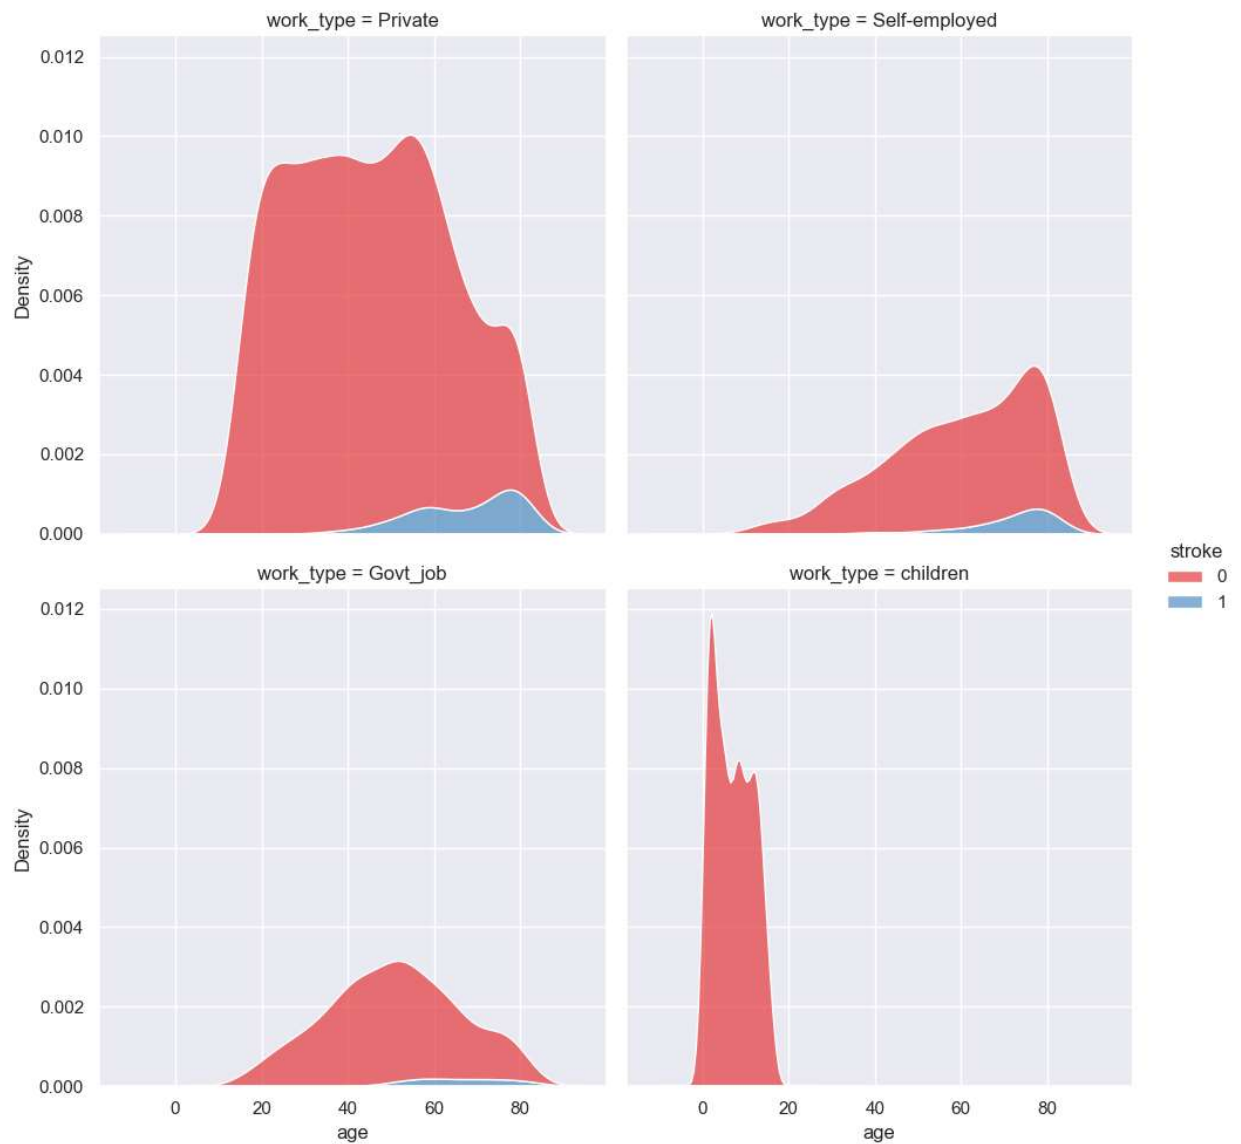 work_type = Private
work_type = Self-employed
0.012
0.010
0.008
0.006
0.004
0.002
0.000
Density
work_type = Govt_job
work_type = children
stroke
0
1
0.012
0.010
0.008
0.006
0.004
0.002
0.000
Density
0 20 40 60 80
age
0 20 40 60 80
age